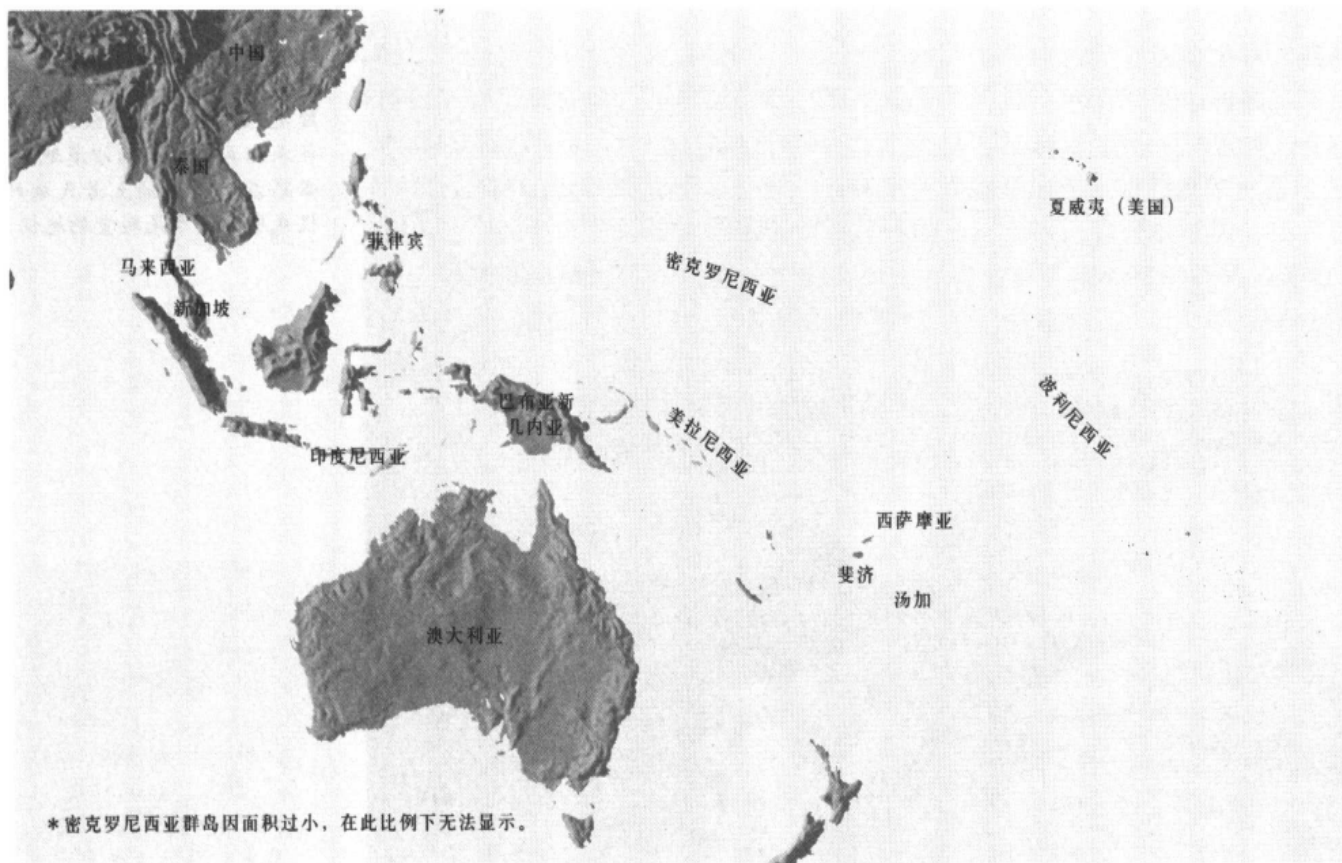 中国
泰国
夏威夷（美国）
菲律宾
马来西亚
密克罗尼西亚
新加坡
波利尼西亚
巴布亚新
几内亚
美拉尼西亚
印度尼西亚
西萨摩亚
斐济
汤加
澳大利亚
*密克罗尼西亚群岛因面积过小，在此比例下无法显示。